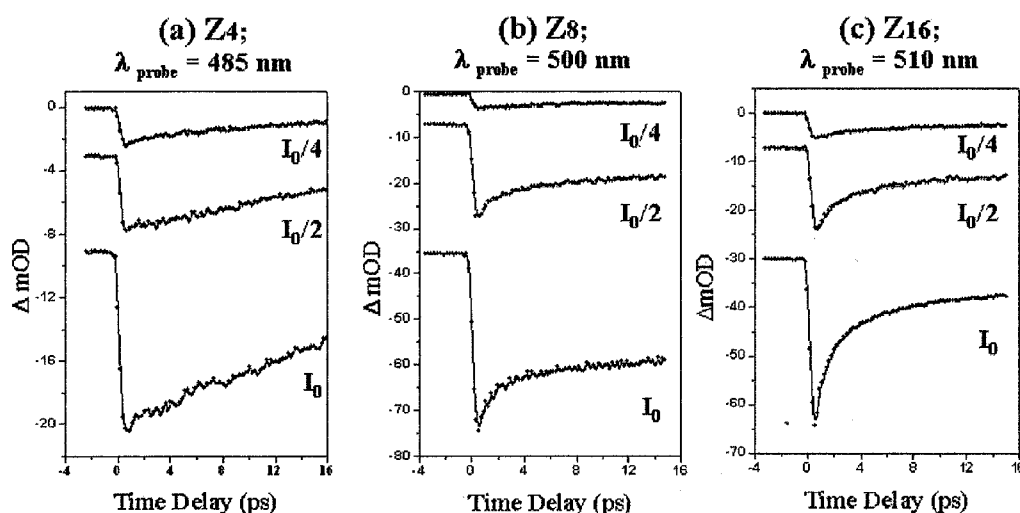 (a) Z4;
λ probe = 485 nm
0
-4
-8
-12
-16
-20
Δ mOD
I0/4
I0/2
I0
-4 0 4 8 12 16
Time Delay (ps)
(b) Z8;
λ probe = 500 nm
0
-10
-20
-30
-40
-50
-60
-70
-80
Δ mOD
I0/4
I0/2
I0
-4 0 4 8 12 16
Time Delay (ps)
(c) Z16;
λ probe = 510 nm
0
-10
-20
-30
-40
-50
-60
-70
ΔmOD
I0/4
I0/2
I0
-4 0 4 8 12 16
Time Delay (ps)